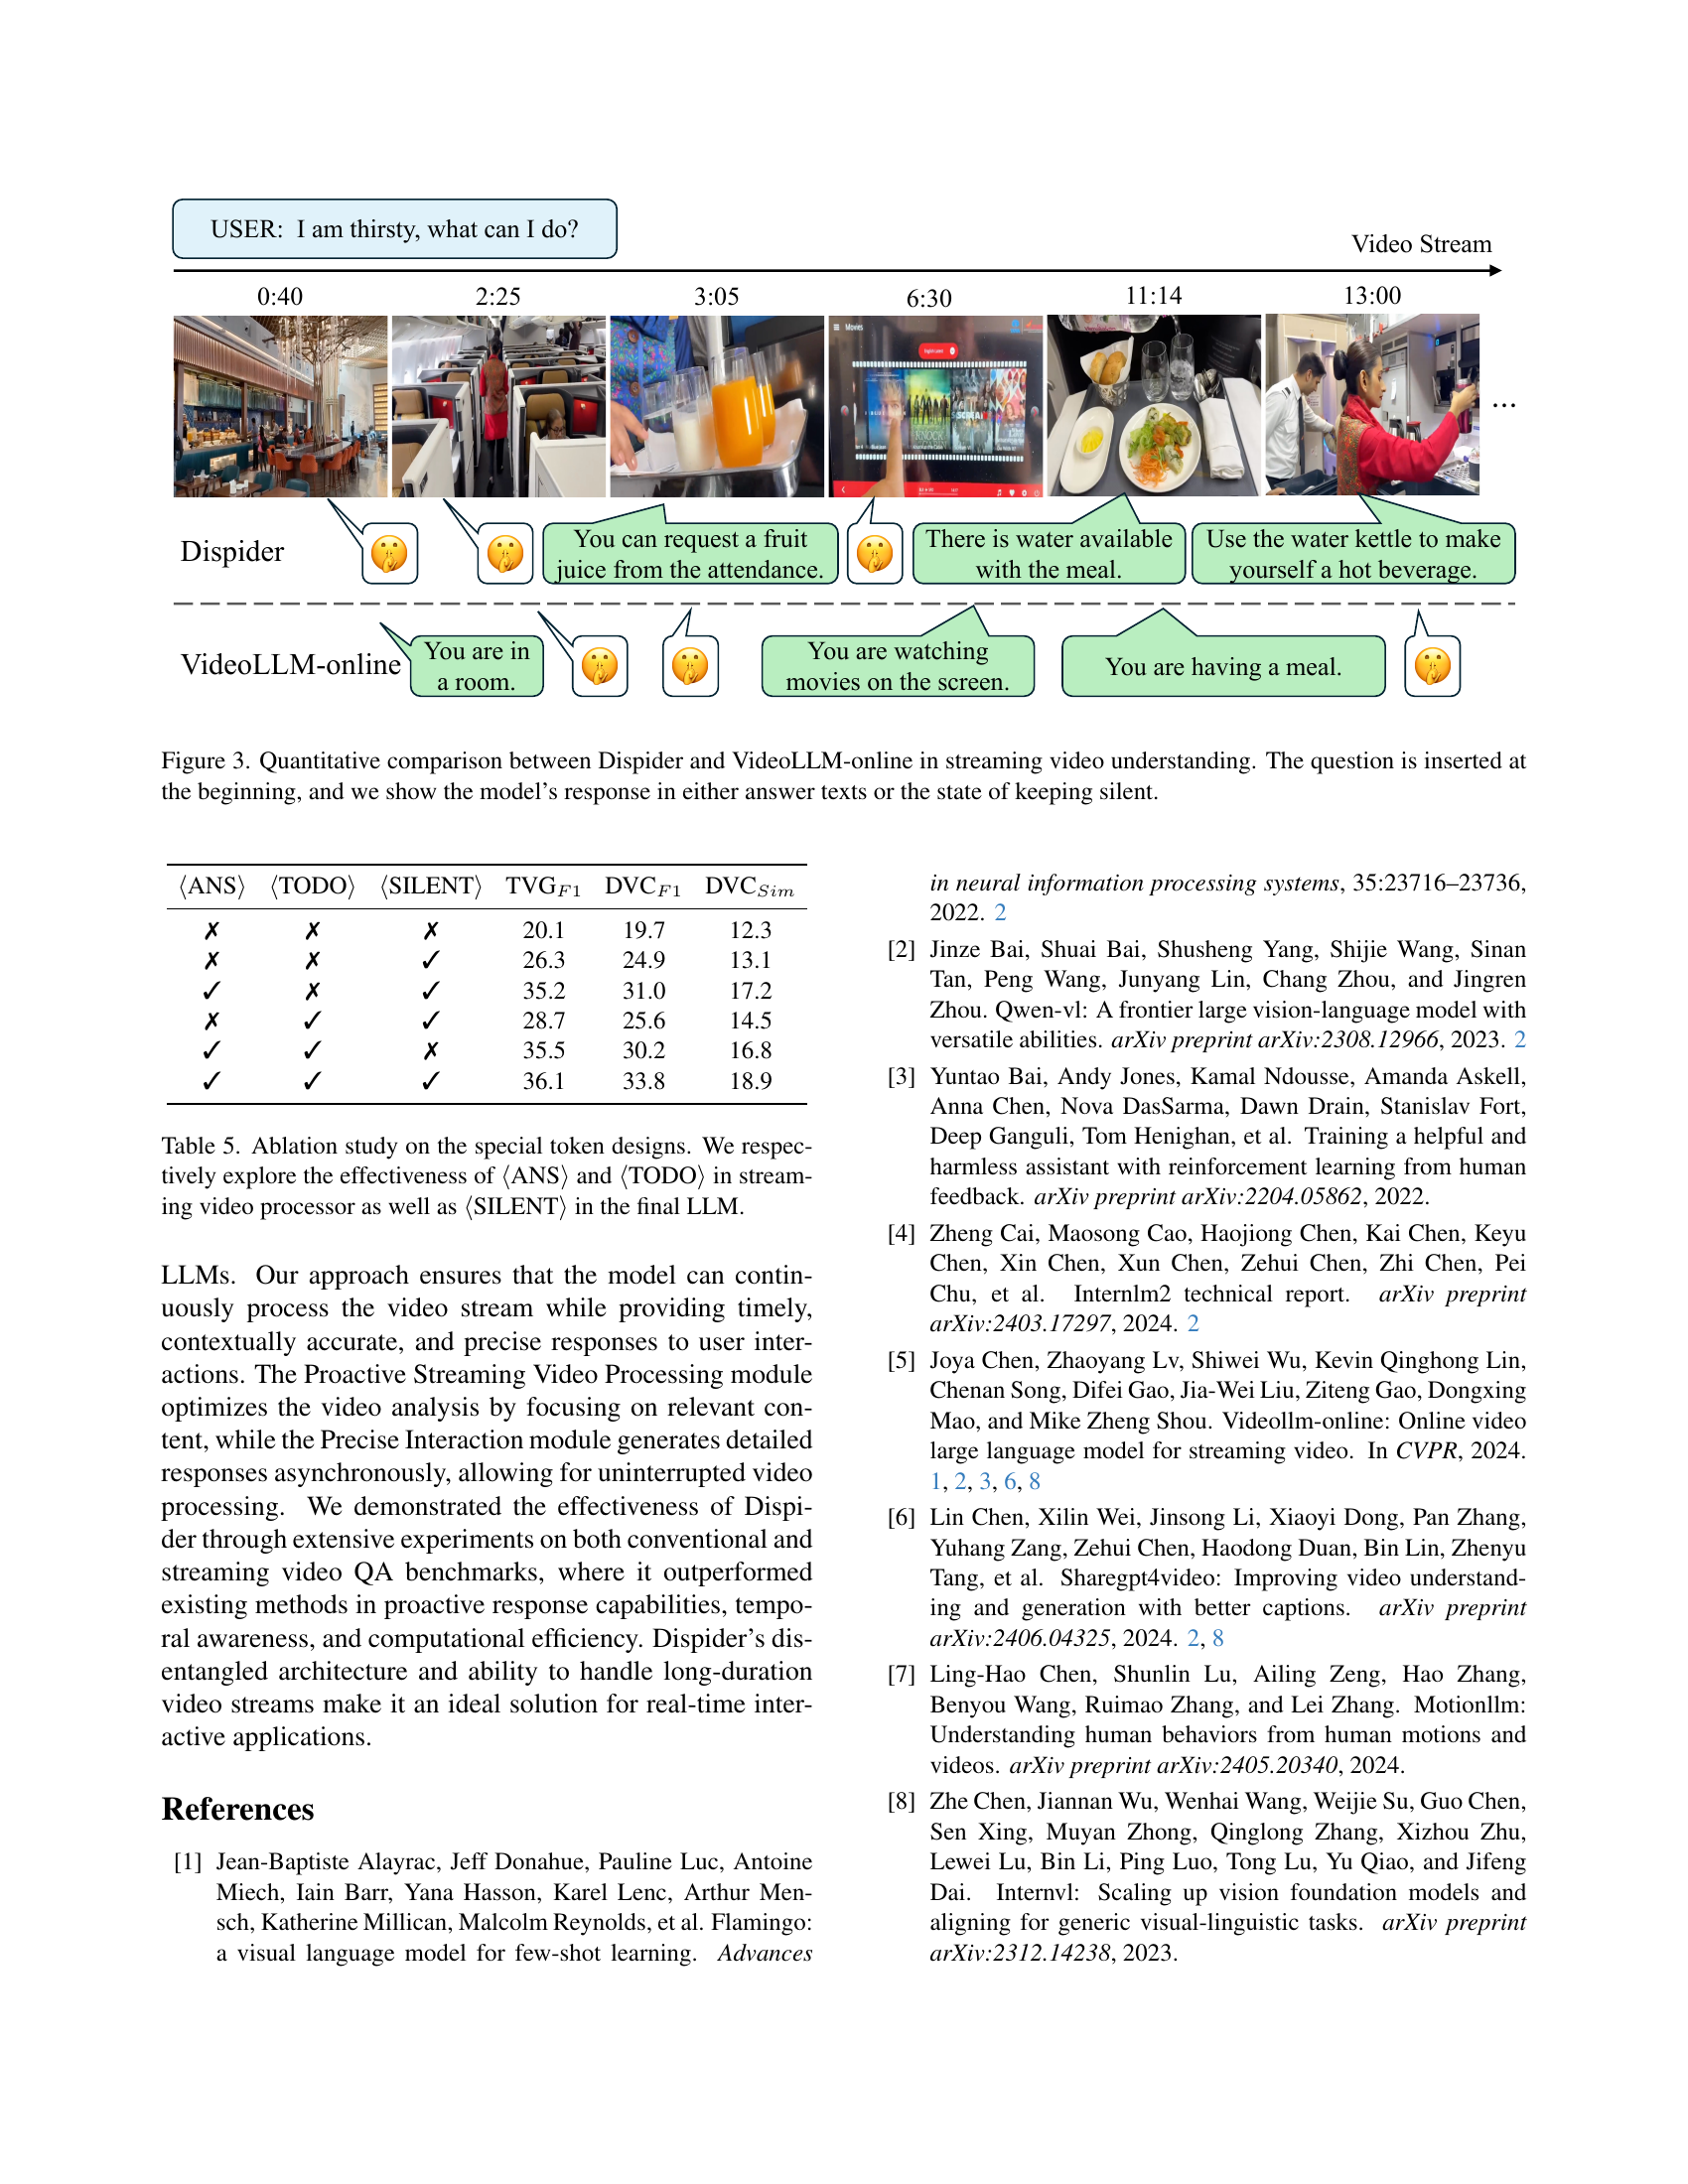 USER: I am thirsty, what can I do?
Video Stream
0:40 2:25 3:05 6:30 11:14 13:00
Movies
...
Dispider
You can request a fruit
juice from the attendance.
There is water available
with the meal.
Use the water kettle to make
yourself a hot beverage.
VideoLLM-online
You are in
a room.
You are watching
movies on the screen.
You are having a meal.
Figure 3. Quantitative comparison between Dispider and VideoLLM-online in streaming video understanding. The question is inserted at
the beginning, and we show the model's response in either answer texts or the state of keeping silent.
⟨ANS⟩ ⟨TODO⟩ ⟨SILENT⟩ TVG_F1 DVC_F1 DVC_Sim
✗ ✗ ✗ 20.1 19.7 12.3
✗ ✗ ✓ 26.3 24.9 13.1
✓ ✗ ✓ 35.2 31.0 17.2
✗ ✓ ✓ 28.7 25.6 14.5
✓ ✓ ✗ 35.5 30.2 16.8
✓ ✓ ✓ 36.1 33.8 18.9
Table 5. Ablation study on the special token designs. We respec-
tively explore the effectiveness of ⟨ANS⟩ and ⟨TODO⟩ in stream-
ing video processor as well as ⟨SILENT⟩ in the final LLM.
LLMs. Our approach ensures that the model can contin-
uously process the video stream while providing timely,
contextually accurate, and precise responses to user inter-
actions. The Proactive Streaming Video Processing module
optimizes the video analysis by focusing on relevant con-
tent, while the Precise Interaction module generates detailed
responses asynchronously, allowing for uninterrupted video
processing. We demonstrated the effectiveness of Dispi-
der through extensive experiments on both conventional and
streaming video QA benchmarks, where it outperformed
existing methods in proactive response capabilities, tempo-
ral awareness, and computational efficiency. Dispider's dis-
entangled architecture and ability to handle long-duration
video streams make it an ideal solution for real-time inter-
active applications.
References
[1] Jean-Baptiste Alayrac, Jeff Donahue, Pauline Luc, Antoine
Miech, Iain Barr, Yana Hasson, Karel Lenc, Arthur Men-
sch, Katherine Millican, Malcolm Reynolds, et al. Flamingo:
a visual language model for few-shot learning. Advances
in neural information processing systems, 35:23716–23736,
2022. 2
[2] Jinze Bai, Shuai Bai, Shusheng Yang, Shijie Wang, Sinan
Tan, Peng Wang, Junyang Lin, Chang Zhou, and Jingren
Zhou. Qwen-vl: A frontier large vision-language model with
versatile abilities. arXiv preprint arXiv:2308.12966, 2023. 2
[3] Yuntao Bai, Andy Jones, Kamal Ndousse, Amanda Askell,
Anna Chen, Nova DasSarma, Dawn Drain, Stanislav Fort,
Deep Ganguli, Tom Henighan, et al. Training a helpful and
harmless assistant with reinforcement learning from human
feedback. arXiv preprint arXiv:2204.05862, 2022.
[4] Zheng Cai, Maosong Cao, Haojiong Chen, Kai Chen, Keyu
Chen, Xin Chen, Xun Chen, Zehui Chen, Zhi Chen, Pei
Chu, et al. Internlm2 technical report. arXiv preprint
arXiv:2403.17297, 2024. 2
[5] Joya Chen, Zhaoyang Lv, Shiwei Wu, Kevin Qinghong Lin,
Chenan Song, Difei Gao, Jia-Wei Liu, Ziteng Gao, Dongxing
Mao, and Mike Zheng Shou. Videollm-online: Online video
large language model for streaming video. In CVPR, 2024.
1, 2, 3, 6, 8
[6] Lin Chen, Xilin Wei, Jinsong Li, Xiaoyi Dong, Pan Zhang,
Yuhang Zang, Zehui Chen, Haodong Duan, Bin Lin, Zhenyu
Tang, et al. Sharegpt4video: Improving video understand-
ing and generation with better captions. arXiv preprint
arXiv:2406.04325, 2024. 2, 8
[7] Ling-Hao Chen, Shunlin Lu, Ailing Zeng, Hao Zhang,
Benyou Wang, Ruimao Zhang, and Lei Zhang. Motionllm:
Understanding human behaviors from human motions and
videos. arXiv preprint arXiv:2405.20340, 2024.
[8] Zhe Chen, Jiannan Wu, Wenhai Wang, Weijie Su, Guo Chen,
Sen Xing, Muyan Zhong, Qinglong Zhang, Xizhou Zhu,
Lewei Lu, Bin Li, Ping Luo, Tong Lu, Yu Qiao, and Jifeng
Dai. Internvl: Scaling up vision foundation models and
aligning for generic visual-linguistic tasks. arXiv preprint
arXiv:2312.14238, 2023.